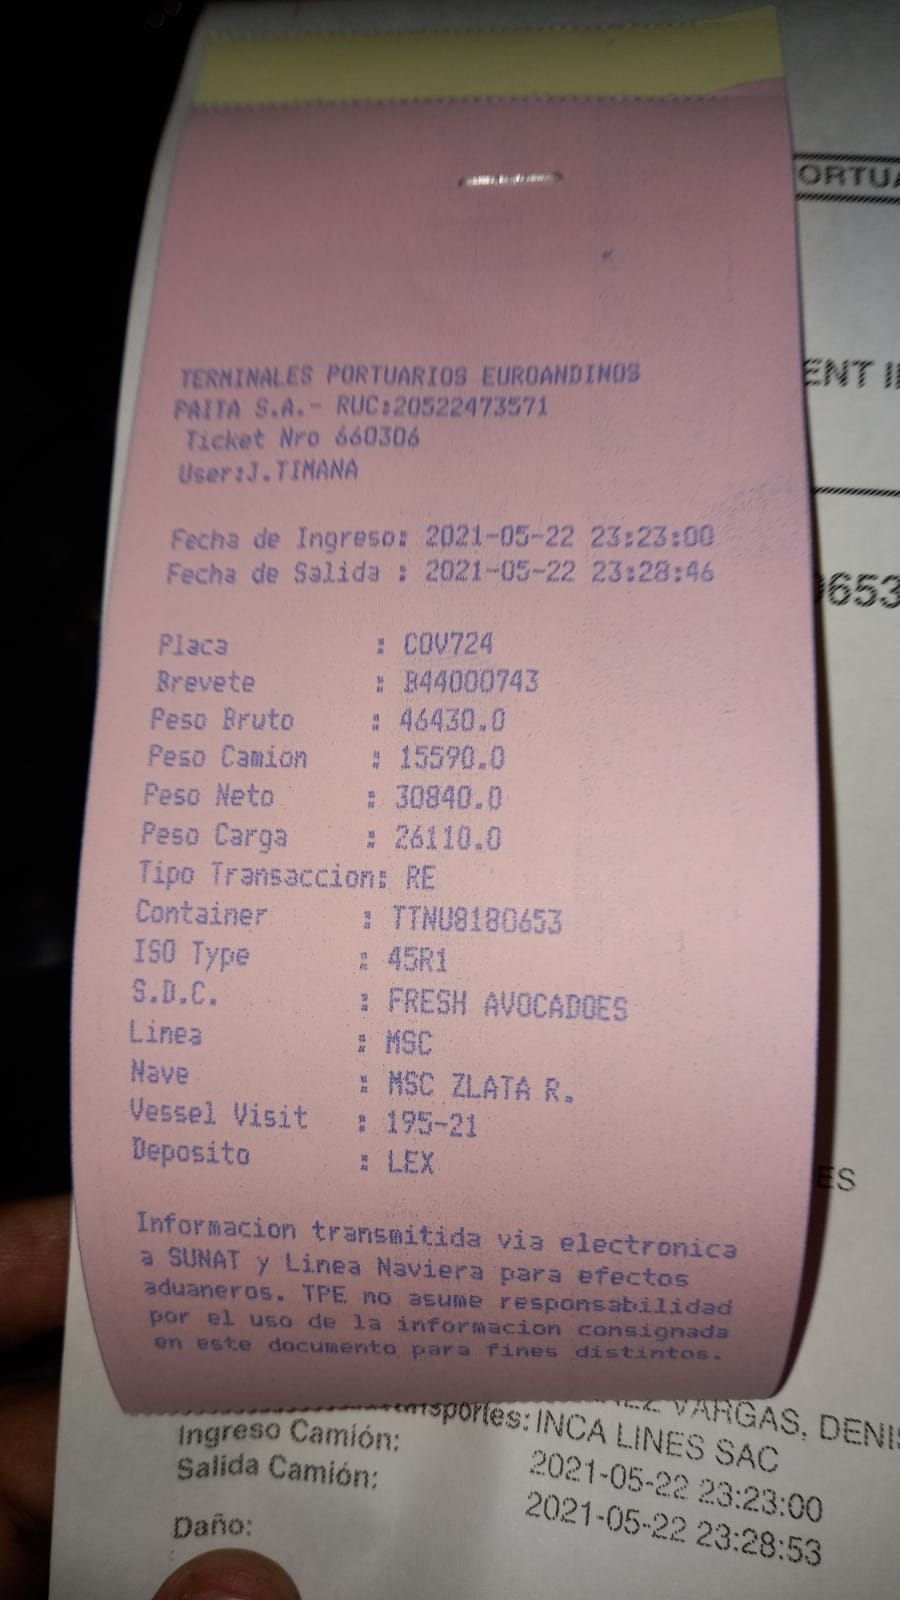 ORTUA
TERMINALES PORTUARIOS EUROANDINOS
PAITA S.A.- RUC:20522473571
Ticket Nro 660306
User:J.TIMANA
ENT
Fecha de Ingreso: 2021-05-22 23:23:00
Fecha de Salida : 2021-05-22 23:28:46
0653
Placa : COV724
Brevete : B44000743
Peso Bruto : 46430.0
Peso Camion : 15590.0
Peso Neto : 30840.0
Peso Carga : 26110.0
Tipo Transaccion: RE
Container : TTNU8180653
ISO Type : 45R1
S.D.C. : FRESH AVOCADOES
Linea : MSC
Nave : MSC ZLATA R.
Vessel Visit : 195-21
Deposito : LEX
ES
Informacion transmitida via electronica
a SUNAT y Linea Naviera para efectos
aduaneros. TPE no asume responsabilidad
por el uso de la informacion consignada
en este documento para fines distintos.
VARGAS, DENIS
nsportes: INCA LINES SAC
Ingreso Camión: 2021-05-22 23:23:00
Salida Camión: 2021-05-22 23:28:53
Daño: